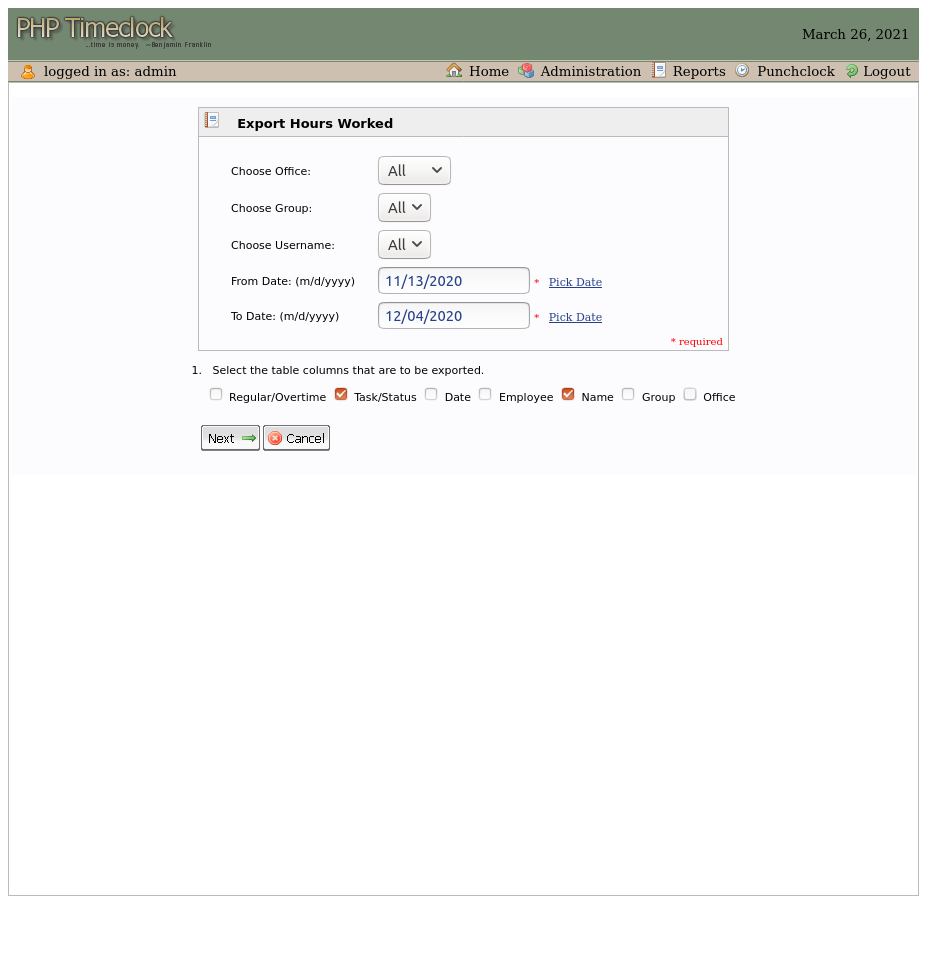 PHP Timeclock
...time is money. ~Benjamin Franklin
March 26, 2021
logged in as: admin Home Administration Reports Punchclock Logout
Export Hours Worked
Choose Office: All
Choose Group: All
Choose Username: All
From Date: (m/d/yyyy) 11/13/2020 * Pick Date
To Date: (m/d/yyyy) 12/04/2020 * Pick Date
* required
1. Select the table columns that are to be exported.
Regular/Overtime Task/Status Date Employee Name Group Office
Next Cancel